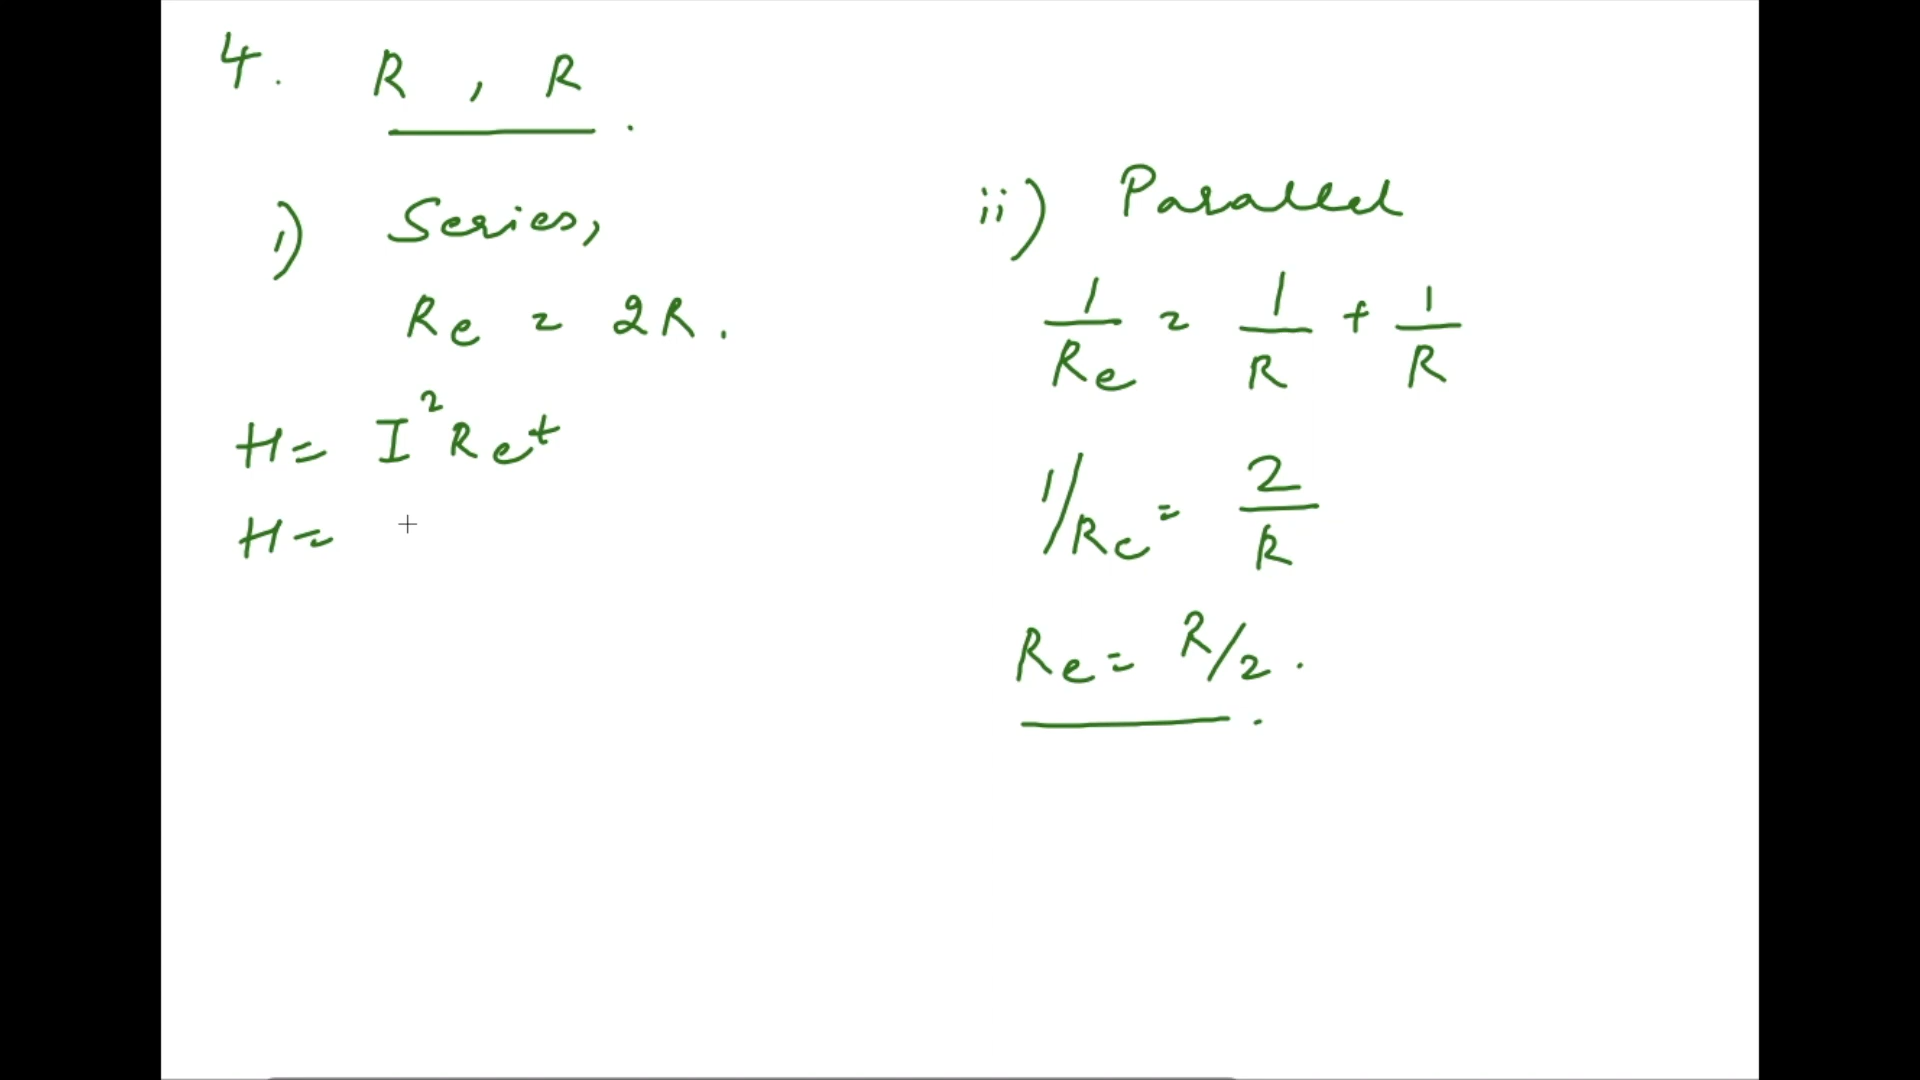 4. R , R .
i) Series,
Re = 2R.
H = I²Ret
H =
ii) Parallel
1/Re = 1/R + 1/R
1/Re = 2/R
Re = R/2.